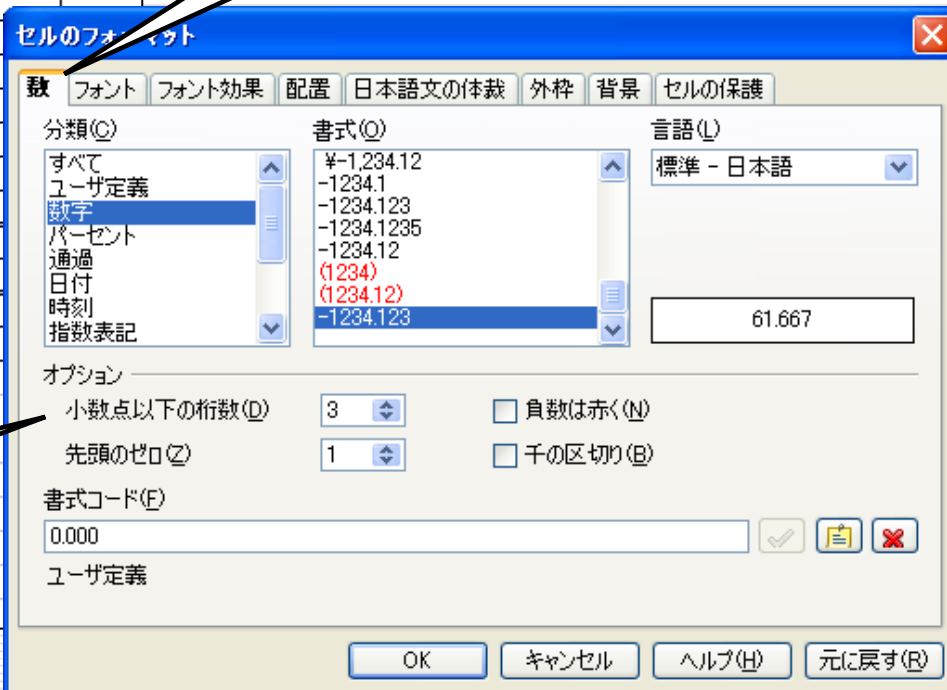 セルのフォーマット
数 フォント フォント効果 配置 日本語文の体裁 外枠 背景 セルの保護
分類(C)
すべて
ユーザ定義
数字
パーセント
通過
日付
時刻
指数表記
書式(O)
¥-1,234.12
-1234.1
-1234.123
-1234.1235
-1234.12
(1234)
(1234.12)
-1234.123
言語(L)
標準 - 日本語
61.667
オプション
小数点以下の桁数(D) 3 負数は赤く(N)
先頭のゼロ(Z) 1 千の区切り(B)
書式コード(F)
0.000
ユーザ定義
OK キャンセル ヘルプ(H) 元に戻す(R)